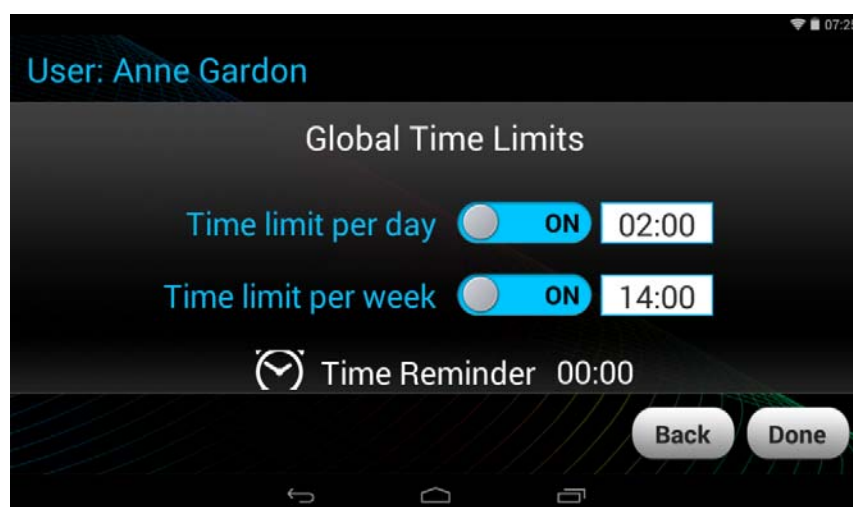 07:25
User: Anne Gardon
Global Time Limits
Time limit per day ON 02:00
Time limit per week ON 14:00
Time Reminder 00:00
Back Done